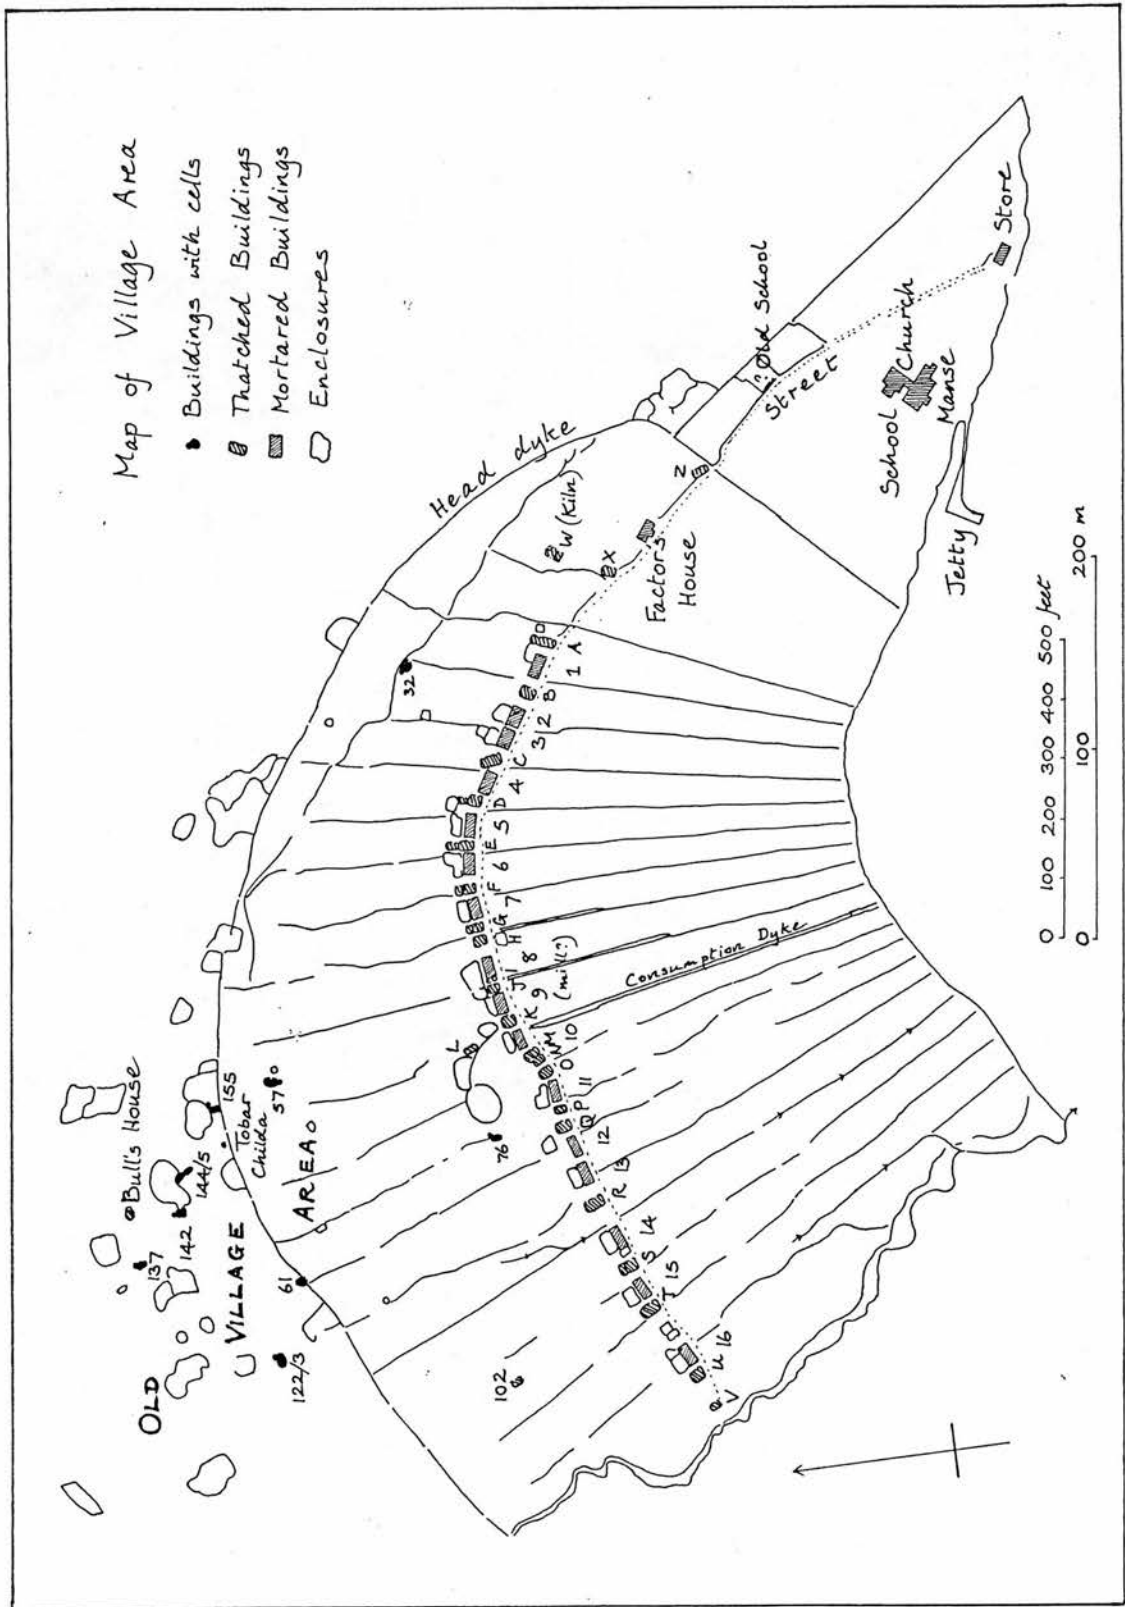 Map of Village Area
Buildings with cells
Thatched Buildings
Mortared Buildings
Enclosures
Head dyke
Bull's House
OLD
VILLAGE
AREA
Tobar
Childa
155
144/5
142
137
122/3
61
57
76
102
32
W (Kiln)
X
Z
Factors
House
? Old School
Street
School
Church
Manse
Store
Jetty
Consumption Dyke
A
1
B
2
3
C
4
D
5
E
6
F
7
G
H
8
I
J
9
(mill?)
K
L
10
M
N
O
11
P
Q
12
13
R
14
S
15
T
16
U
V
0 100 200 300 400 500 feet
0 100 200 m